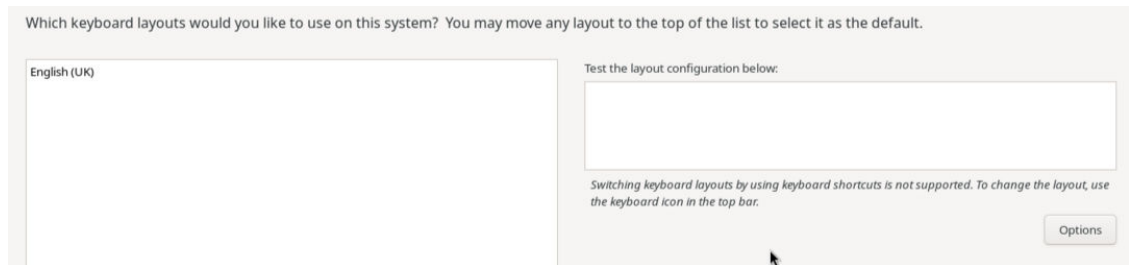 Which keyboard layouts would you like to use on this system?  You may move any layout to the top of the list to select it as the default.
English (UK)
Test the layout configuration below:
Switching keyboard layouts by using keyboard shortcuts is not supported. To change the layout, use
the keyboard icon in the top bar.
Options